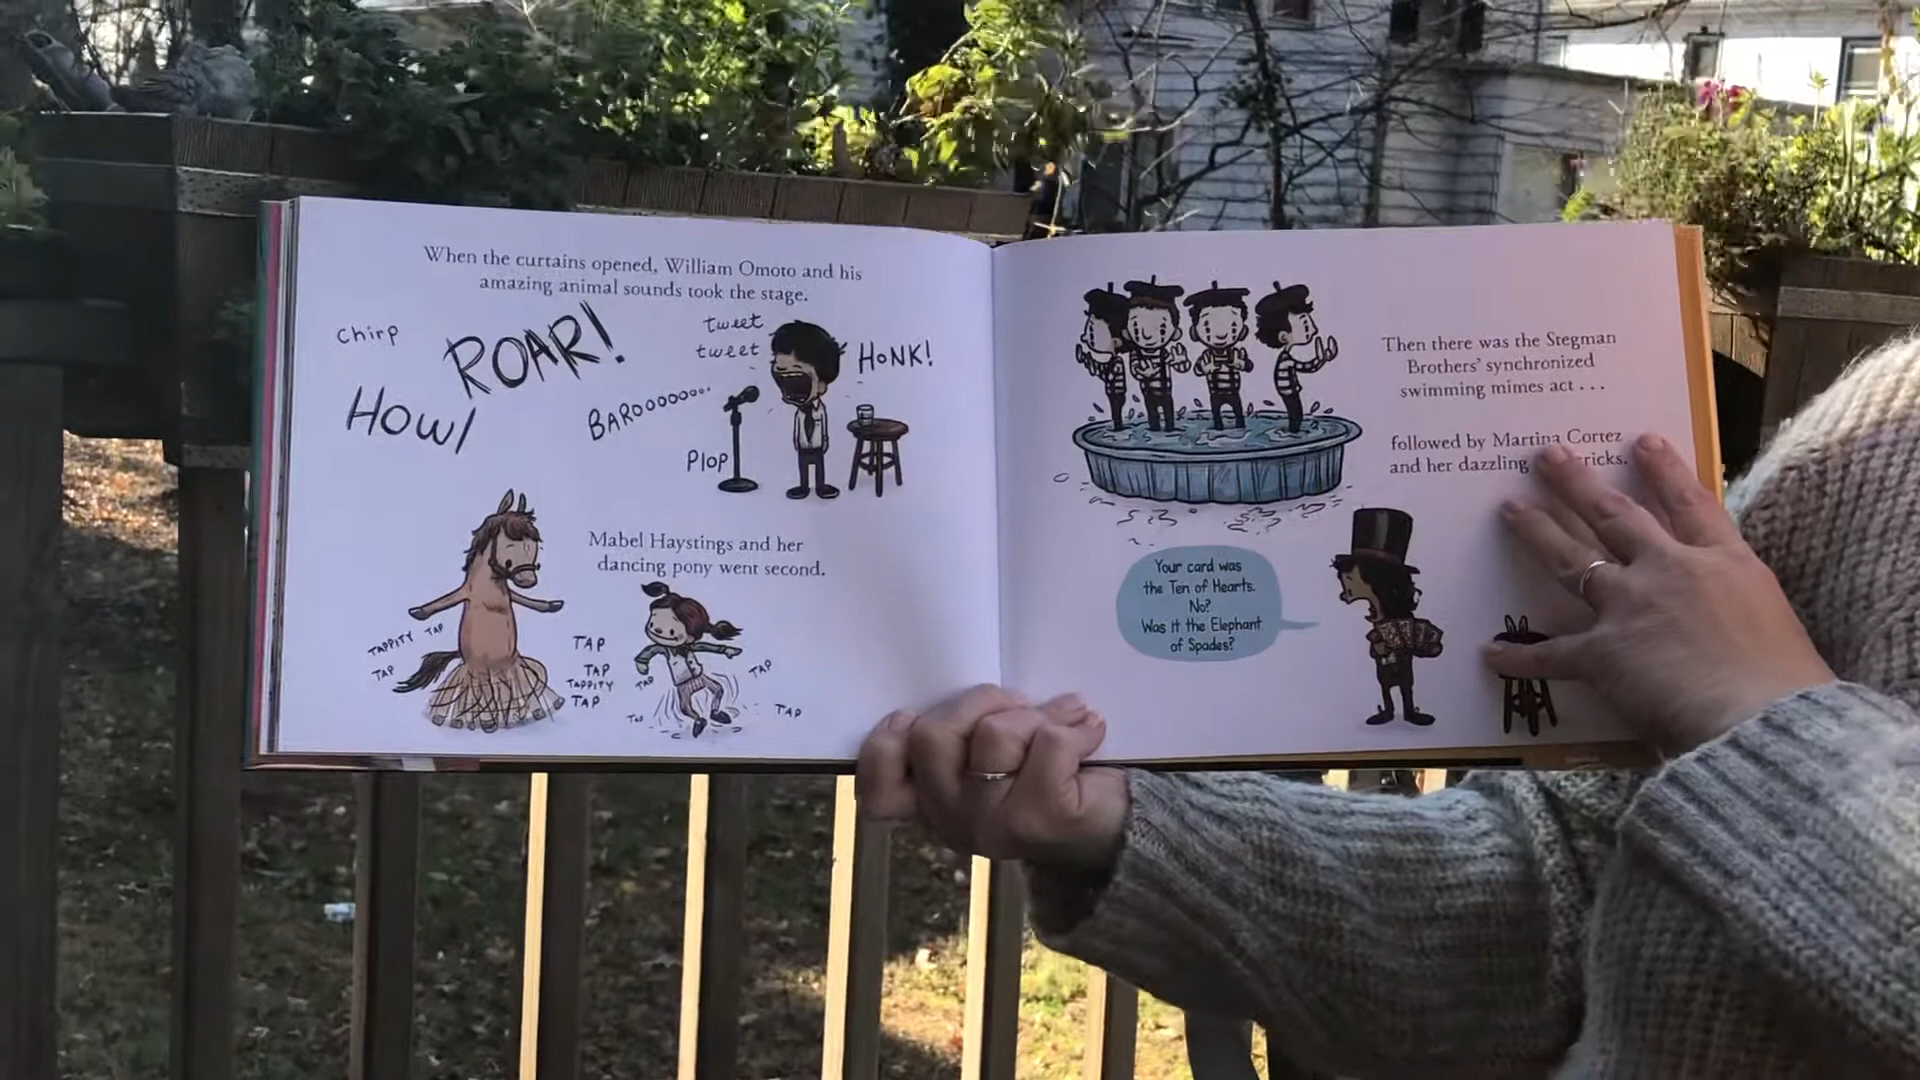 When the curtains opened, William Omoto and his
amazing animal sounds took the stage.
chirp
ROAR!
tweet
tweet
HONK!
HOWl
BAROOOOOOO...
Plop
Mabel Haystings and her
dancing pony went second.
TAPPITY TAP
TAP
TAP
TAP
TAPPITY
TAP
TAP
TAP
TAP
TAP
Then there was the Stegman
Brothers' synchronized
swimming mimes act . . .
followed by Martina Cortez
and her dazzling
Your card was
the Ten of Hearts.
No?
Was it the Elephant
of Spades?